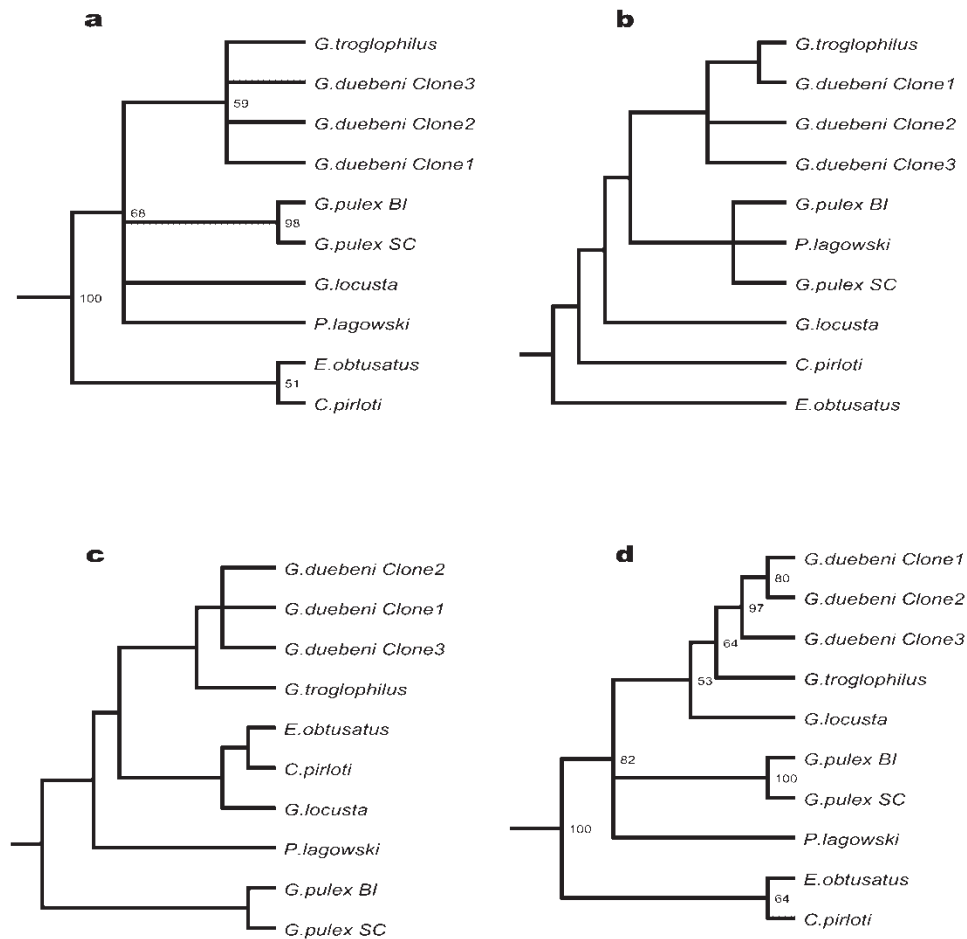 a
G.troglophilus
G.duebeni Clone3
59
G.duebeni Clone2
G.duebeni Clone1
G.pulex BI
68
98
G.pulex SC
G.locusta
100
P.lagowski
E.obtusatus
51
C.pirloti
b
G.troglophilus
G.duebeni Clone1
G.duebeni Clone2
G.duebeni Clone3
G.pulex BI
P.lagowski
G.pulex SC
G.locusta
C.pirloti
E.obtusatus
c
G.duebeni Clone2
G.duebeni Clone1
G.duebeni Clone3
G.troglophilus
E.obtusatus
C.pirloti
G.locusta
P.lagowski
G.pulex BI
G.pulex SC
d
G.duebeni Clone1
80
G.duebeni Clone2
97
G.duebeni Clone3
64
G.troglophilus
53
G.locusta
G.pulex BI
82
100
G.pulex SC
100
P.lagowski
E.obtusatus
64
C.pirloti